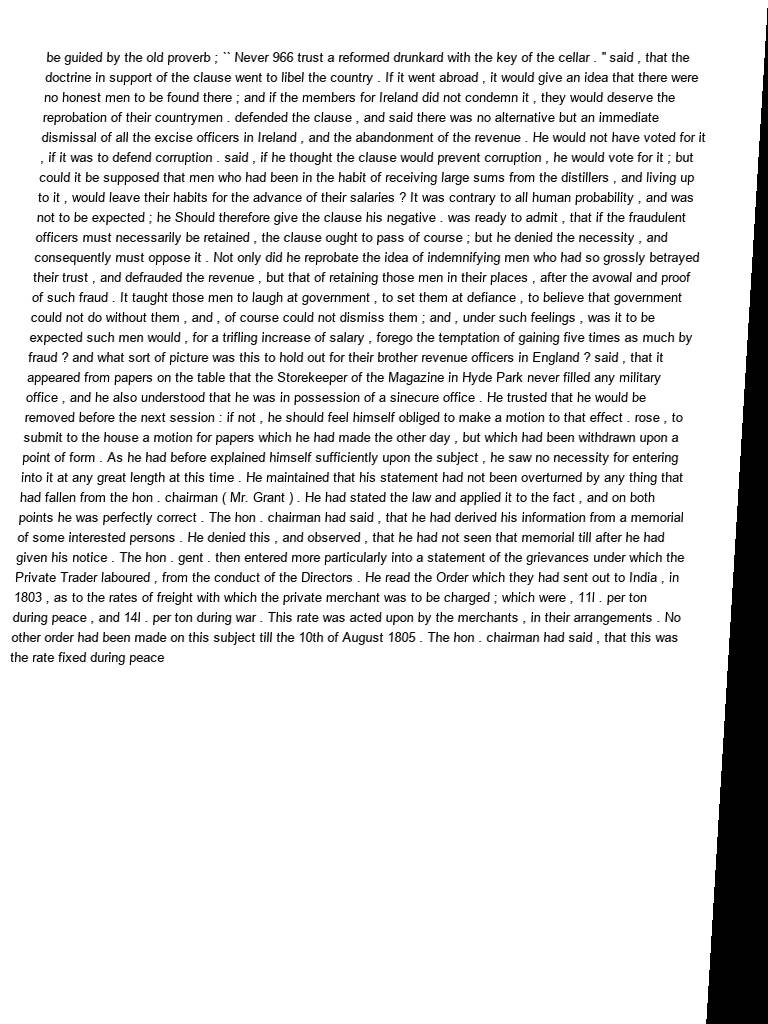 be guided by the old proverb ; `` Never 966 trust a reformed drunkard with the key of the cellar . " said , that the
doctrine in support of the clause went to libel the country . If it went abroad , it would give an idea that there were
no honest men to be found there ; and if the members for Ireland did not condemn it , they would deserve the
reprobation of their countrymen . defended the clause , and said there was no alternative but an immediate
dismissal of all the excise officers in Ireland , and the abandonment of the revenue . He would not have voted for it
, if it was to defend corruption . said , if he thought the clause would prevent corruption , he would vote for it ; but
could it be supposed that men who had been in the habit of receiving large sums from the distillers , and living up
to it , would leave their habits for the advance of their salaries ? It was contrary to all human probability , and was
not to be expected ; he Should therefore give the clause his negative . was ready to admit , that if the fraudulent
officers must necessarily be retained , the clause ought to pass of course ; but he denied the necessity , and
consequently must oppose it . Not only did he reprobate the idea of indemnifying men who had so grossly betrayed
their trust , and defrauded the revenue , but that of retaining those men in their places , after the avowal and proof
of such fraud . It taught those men to laugh at government , to set them at defiance , to believe that government
could not do without them , and , of course could not dismiss them ; and , under such feelings , was it to be
expected such men would , for a trifling increase of salary , forego the temptation of gaining five times as much by
fraud ? and what sort of picture was this to hold out for their brother revenue officers in England ? said , that it
appeared from papers on the table that the Storekeeper of the Magazine in Hyde Park never filled any military
office , and he also understood that he was in possession of a sinecure office . He trusted that he would be
removed before the next session : if not , he should feel himself obliged to make a motion to that effect . rose , to
submit to the house a motion for papers which he had made the other day , but which had been withdrawn upon a
point of form . As he had before explained himself sufficiently upon the subject , he saw no necessity for entering
into it at any great length at this time . He maintained that his statement had not been overturned by any thing that
had fallen from the hon . chairman ( Mr. Grant ) . He had stated the law and applied it to the fact , and on both
points he was perfectly correct . The hon . chairman had said , that he had derived his information from a memorial
of some interested persons . He denied this , and observed , that he had not seen that memorial till after he had
given his notice . The hon . gent . then entered more particularly into a statement of the grievances under which the
Private Trader laboured , from the conduct of the Directors . He read the Order which they had sent out to India , in
1803 , as to the rates of freight with which the private merchant was to be charged ; which were , 11l . per ton
during peace , and 14l . per ton during war . This rate was acted upon by the merchants , in their arrangements . No
other order had been made on this subject till the 10th of August 1805 . The hon . chairman had said , that this was
the rate fixed during peace